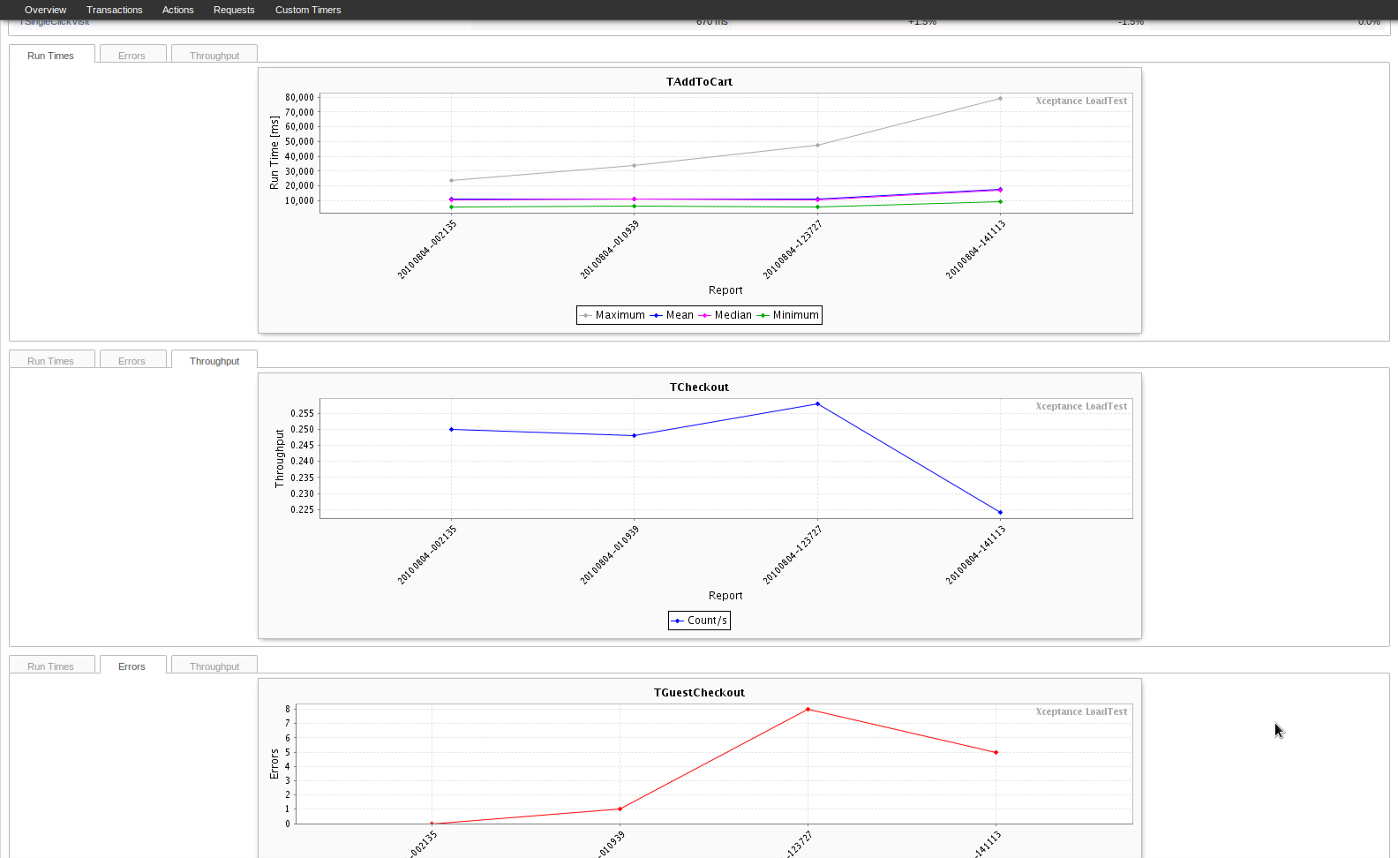 Overview Transactions Actions Requests Custom Timers
TSingleClickVisit 670 ms +1.5% -1.5% 0.0%
Run Times Errors Throughput
TAddToCart
Xceptance LoadTest
80,000
70,000
60,000
50,000
40,000
30,000
20,000
10,000
Run Time [ms]
20100804-002135 20100804-010939 20100804-123727 20100804-141113
Report
Maximum Mean Median Minimum
Run Times Errors Throughput
TCheckout
Xceptance LoadTest
0.255
0.250
0.245
0.240
0.235
0.230
0.225
Throughput
20100804-002135 20100804-010939 20100804-123727 20100804-141113
Report
Count/s
Run Times Errors Throughput
TGuestCheckout
Xceptance LoadTest
8
7
6
5
4
3
2
1
0
Errors
-002135 -010939 -123727 -141113